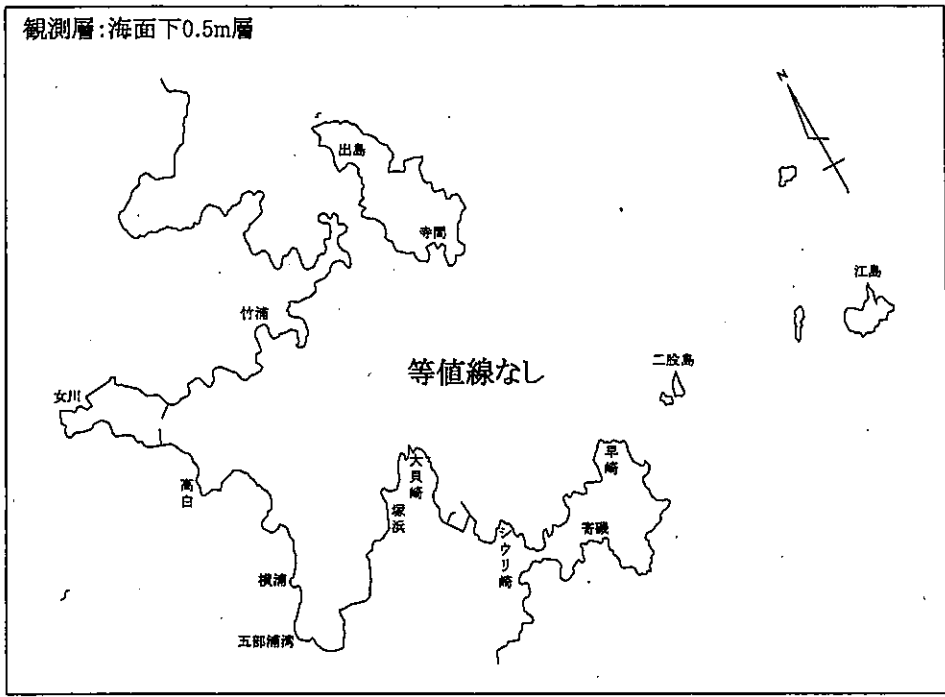 観測層:海面下0.5m層
N
出島
寺間
江島
竹浦
二股島
等値線なし
女川
早崎
大貝崎
高白
塚浜
寄磯
シウリ崎
横浦
五部浦湾